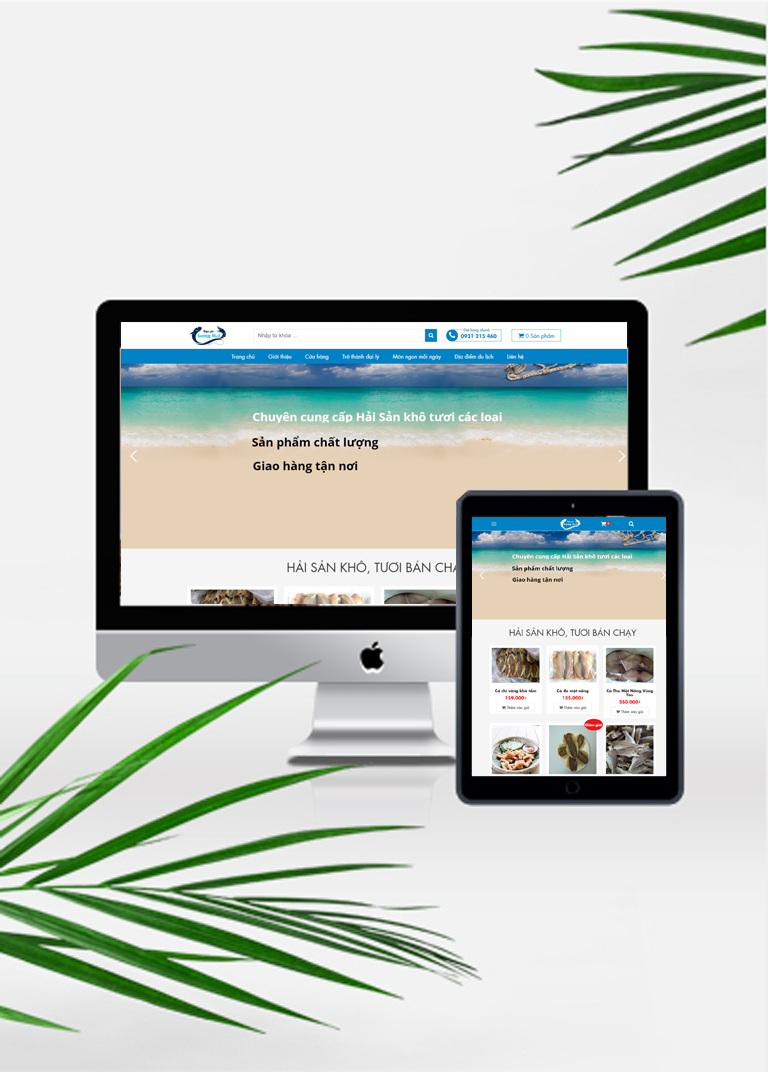 Nhập từ khóa ...
Đặt hàng nhanh
0931 215 460
0 Sản phẩm
Trang chủ Giới thiệu Cửa hàng Trở thành đại lý Món ngon mỗi ngày Địa điểm du lịch Liên hệ
Chuyên cung cấp Hải Sản khô tươi các loại
Sản phẩm chất lượng
Giao hàng tận nơi
HẢI SẢN KHÔ, TƯƠI BÁN CHẠ
Chuyên cung cấp Hải Sản khô tươi các loại
Sản phẩm chất lượng
Giao hàng tận nơi
HẢI SẢN KHÔ, TƯƠI BÁN CHẠY
Cá chỉ vàng khô tẩm
159.000₫
Thêm vào giỏ
Cá đù một nắng
155.000₫
Thêm vào giỏ
Cá Thu Một Nắng Vũng Tàu
260.000₫
Thêm vào giỏ
Giảm giá!